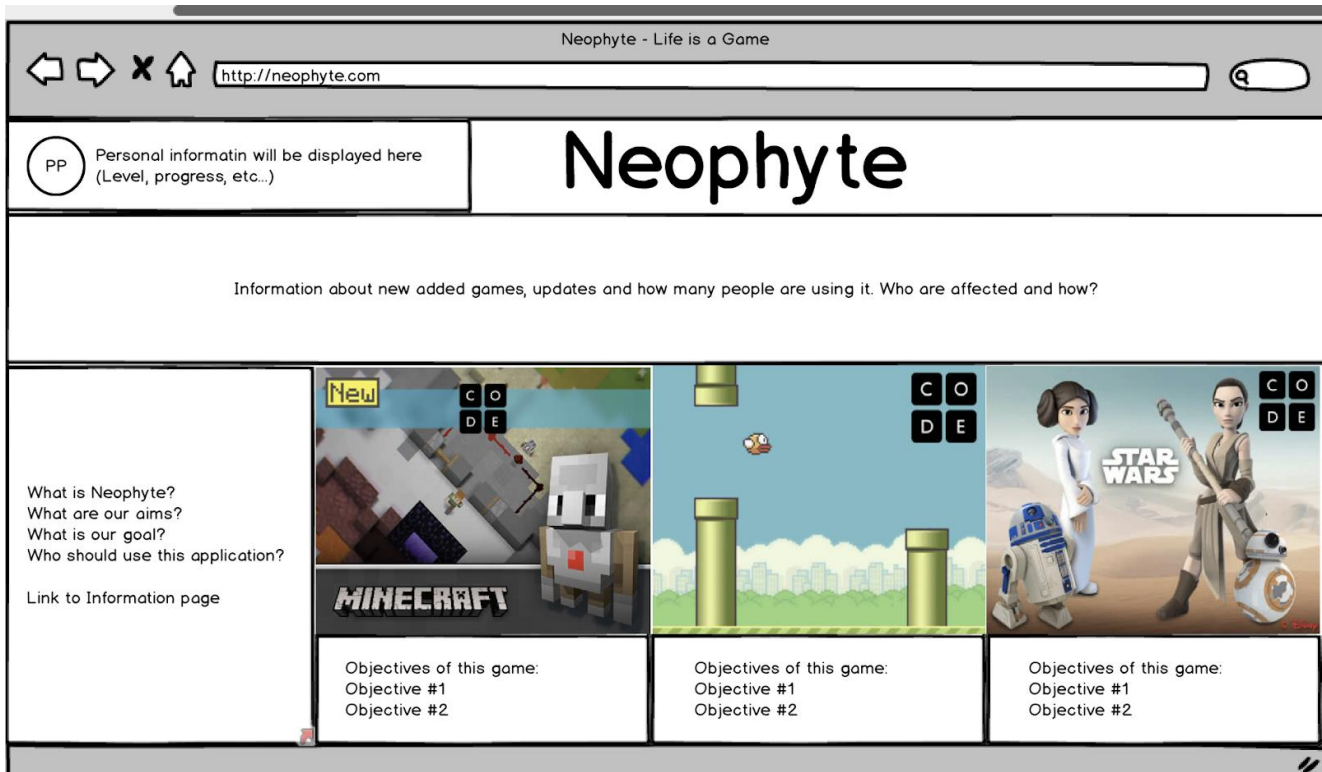 Neophyte - Life is a Game
http://neophyte.com
PP
Personal informatin will be displayed here
(Level, progress, etc...)
Neophyte
Information about new added games, updates and how many people are using it. Who are affected and how?
What is Neophyte?
What are our aims?
What is our goal?
Who should use this application?
Link to Information page
New
C O
D E
MINECRAFT
Objectives of this game:
Objective #1
Objective #2
C O
D E
Objectives of this game:
Objective #1
Objective #2
C O
D E
STAR
WARS
© Disney
Objectives of this game:
Objective #1
Objective #2